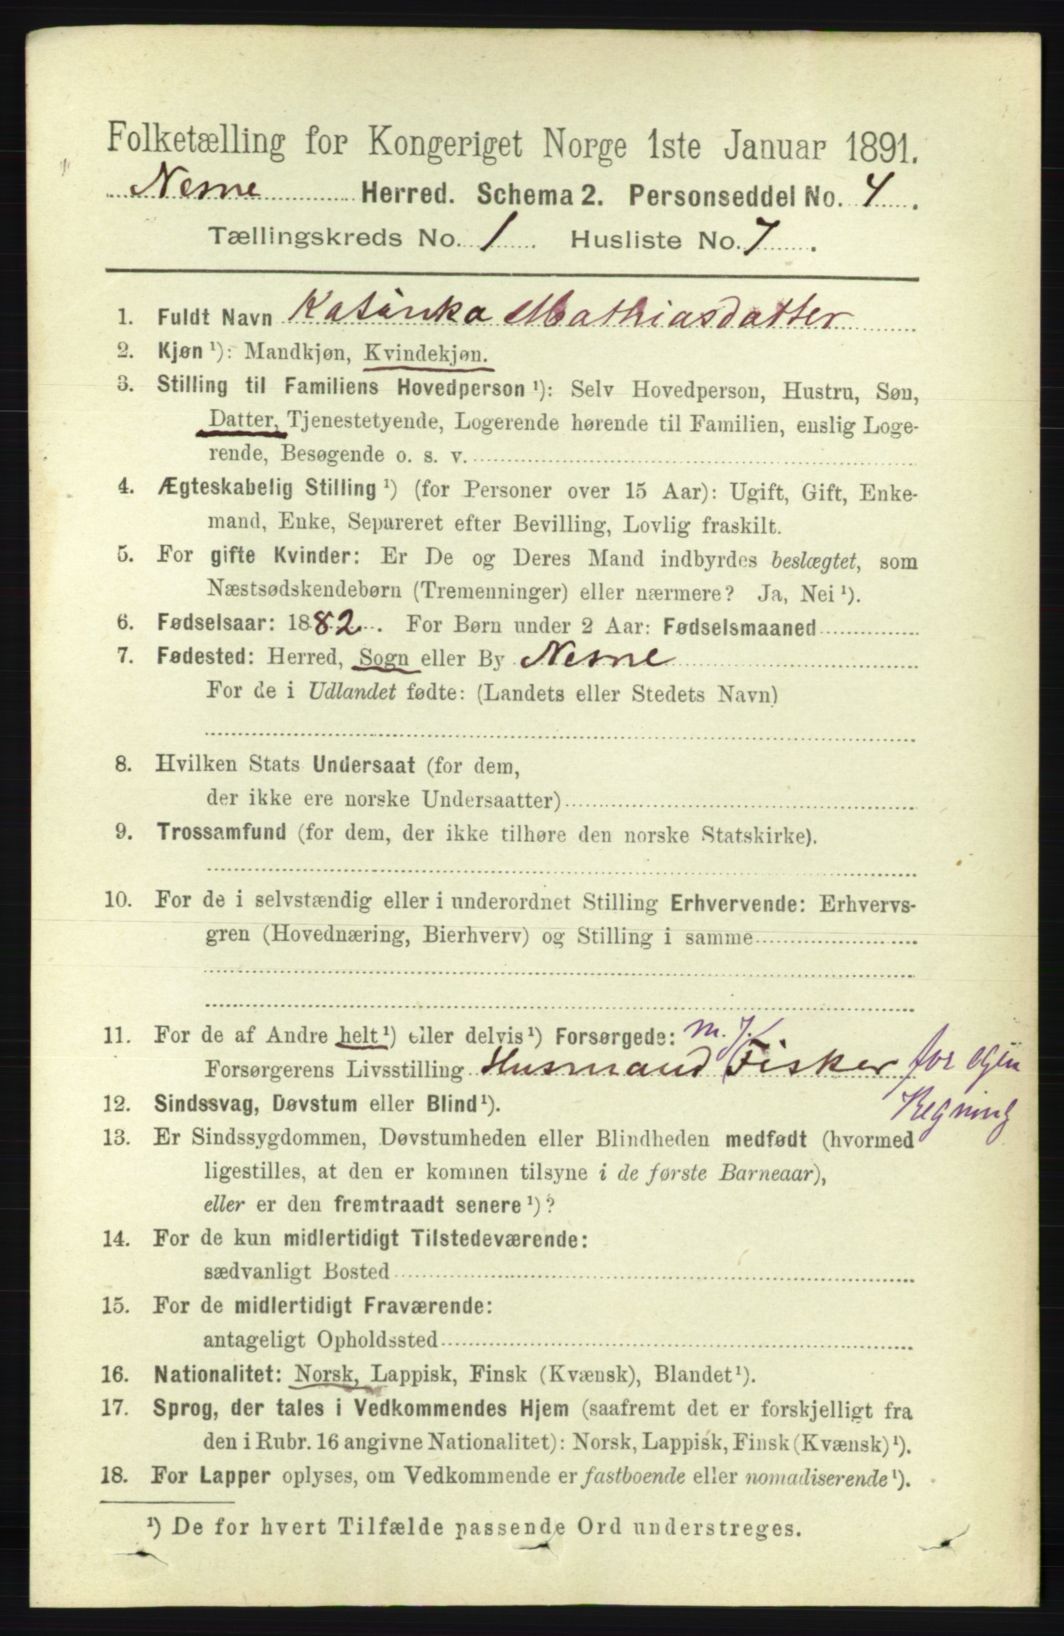 Folketælling for Kongeriget Norge 1ste Januar 1891.
Nesne Herred. Schema 2. Personseddel No. 4.
Tællingskreds No. 1 Husliste No. 7.
1. Fuldt Navn Katinka Mathiasdatter
2. Kjøn ¹): Mandkjøn, Kvindekjøn.
3. Stilling til Familiens Hovedperson ¹): Selv Hovedperson, Hustru, Søn,
Datter, Tjenestetyende, Logerende hørende til Familien, enslig Loge-
rende, Besøgende o. s. v.
4. Ægteskabelig Stilling ¹) (for Personer over 15 Aar): Ugift, Gift, Enke-
mand, Enke, Separeret efter Bevilling, Lovlig fraskilt.
5. For gifte Kvinder: Er De og Deres Mand indbyrdes beslægtet, som
Næstsødskendebørn (Tremenninger) eller nærmere? Ja, Nei ¹).
6. Fødselsaar: 1882. For Børn under 2 Aar: Fødselsmaaned
7. Fødested: Herred, Sogn eller By Nesne
For de i Udlandet fødte: (Landets eller Stedets Navn)
8. Hvilken Stats Undersaat (for dem,
der ikke ere norske Undersaatter)
9. Trossamfund (for dem, der ikke tilhøre den norske Statskirke).
10. For de i selvstændig eller i underordnet Stilling Erhvervende: Erhvervs-
gren (Hovednæring, Bierhverv) og Stilling i samme
11. For de af Andre helt ¹) eller delvis ¹) Forsørgede: m. J.
Forsørgerens Livsstilling Husmand Fisker for egen
Regning
12. Sindssvag, Døvstum eller Blind ¹).
13. Er Sindssygdommen, Døvstumheden eller Blindheden medfødt (hvormed
ligestilles, at den er kommen tilsyne i de første Barneaar),
eller er den fremtraadt senere ¹)?
14. For de kun midlertidigt Tilstedeværende:
sædvanligt Bosted
15. For de midlertidigt Fraværende:
antageligt Opholdssted
16. Nationalitet: Norsk, Lappisk, Finsk (Kvænsk), Blandet ¹).
17. Sprog, der tales i Vedkommendes Hjem (saafremt det er forskjelligt fra
den i Rubr. 16 angivne Nationalitet): Norsk, Lappisk, Finsk (Kvænsk) ¹).
18. For Lapper oplyses, om Vedkommende er fastboende eller nomadiserende ¹).
¹) De for hvert Tilfælde passende Ord understreges.